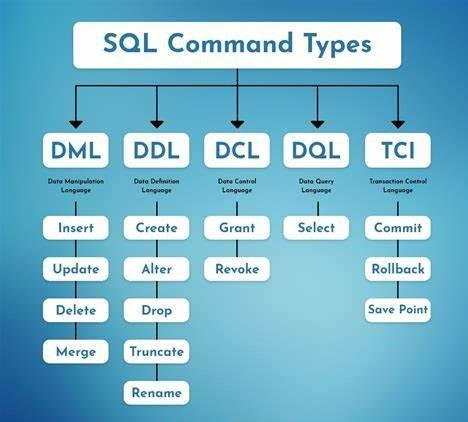 SQL Command Types
DML DDL DCL DQL TCI
Data Manipulation Language
Data Definition Language
Data Control Language
Data Query Language
Transaction Control Language
Insert Create Grant Select Commit
Update Alter Revoke Rollback
Delete Drop Save Point
Merge Truncate
Rename